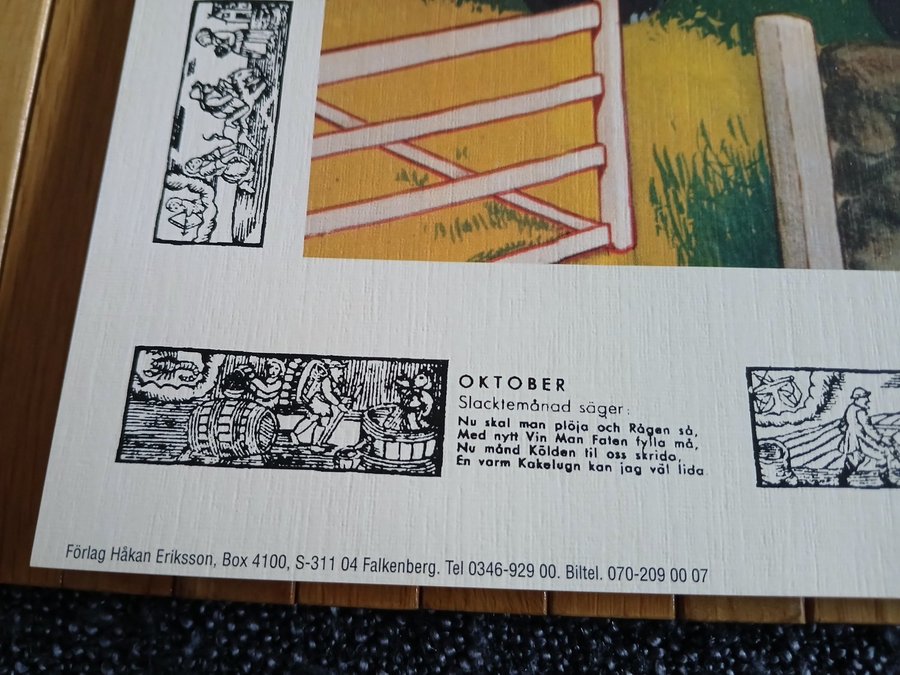 OKTOBER
Slacktemånad säger:
Nu skal man plöja och Rågen så,
Med nytt Vin Man Faten fylla må,
Nu månd Kölden til oss skrida,
En varm Kakelugn kan jag väl lida.
Förlag Håkan Eriksson, Box 4100, S-311 04 Falkenberg. Tel 0346-929 00. Biltel. 070-209 00 07